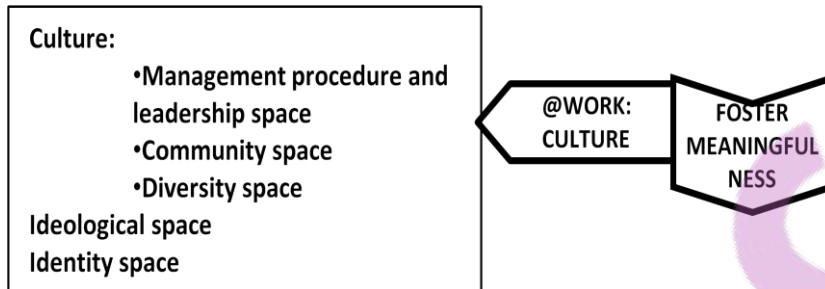 Culture:
•Management procedure and
leadership space
•Community space
•Diversity space
Ideological space
Identity space
@WORK:
CULTURE
FOSTER
MEANINGFUL
NESS